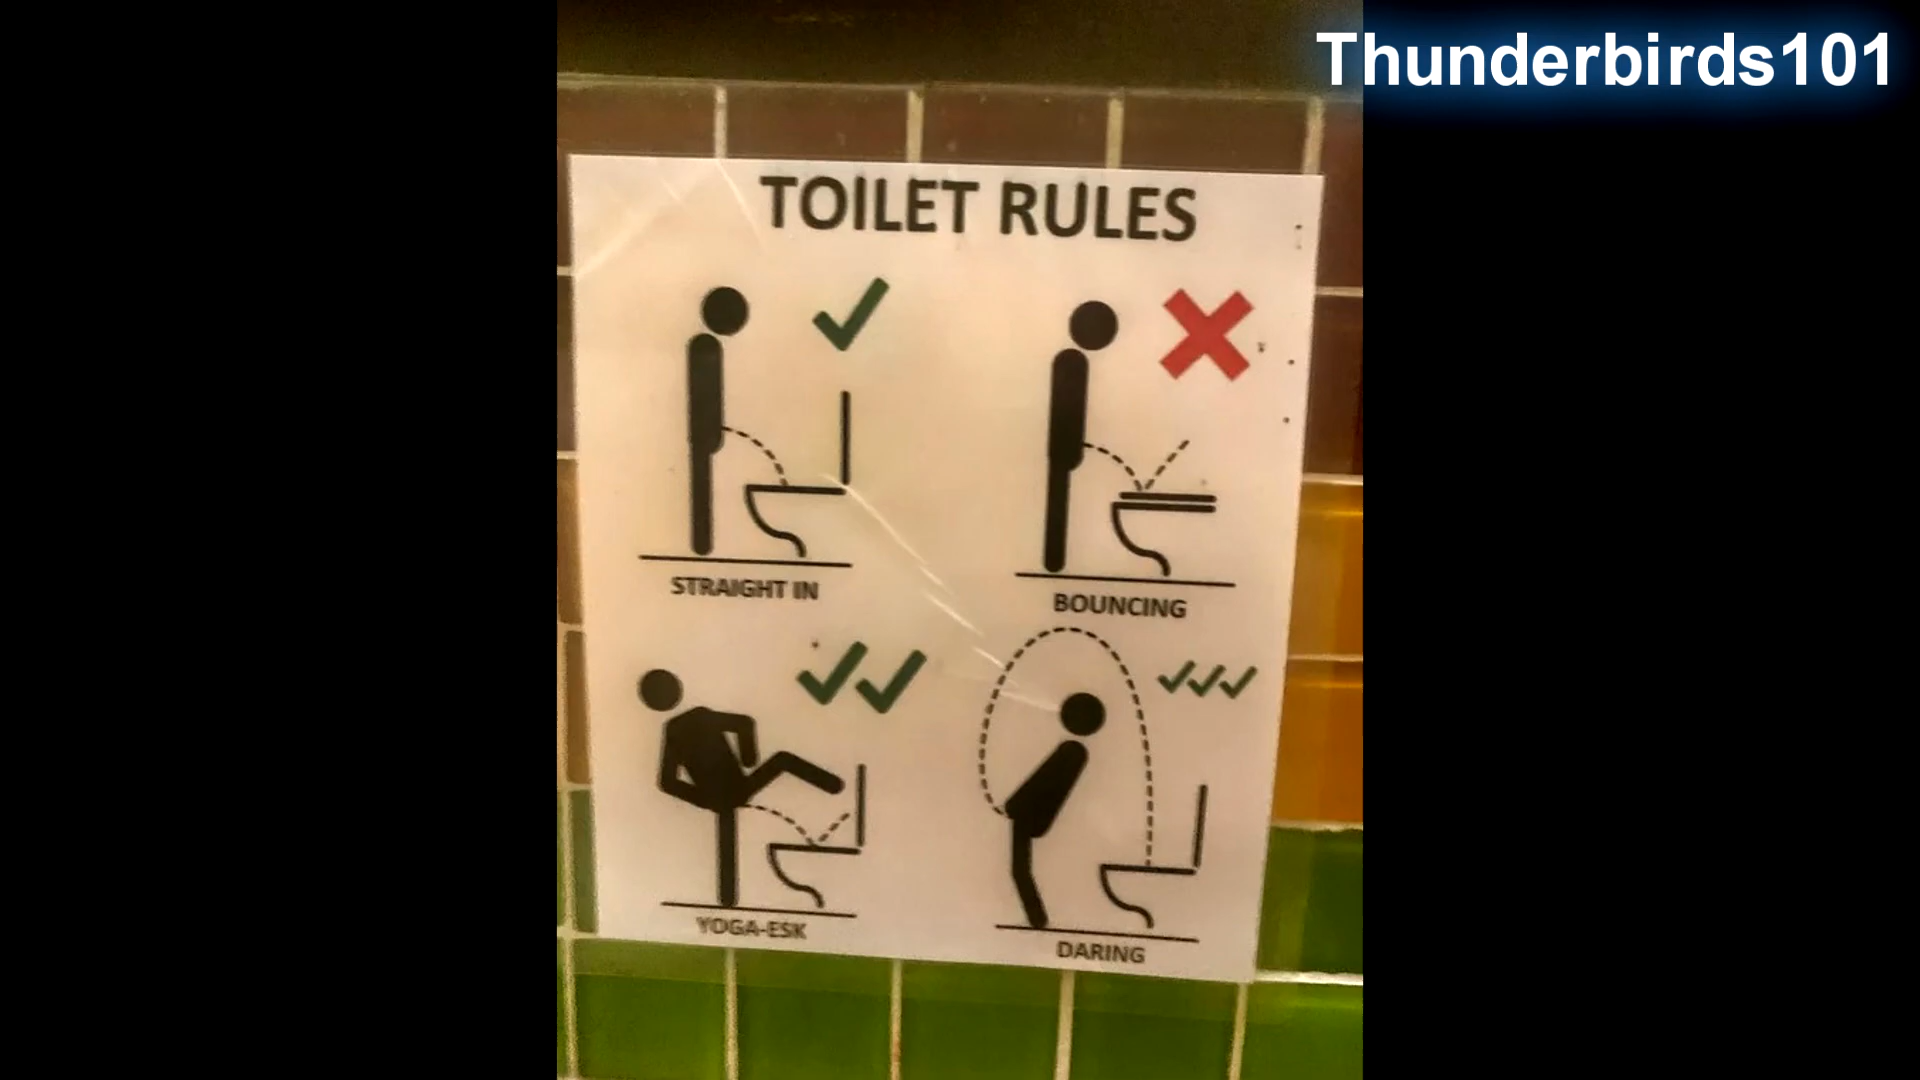 Thunderbirds101
TOILET RULES
STRAIGHT IN
BOUNCING
YOGA-ESK
DARING